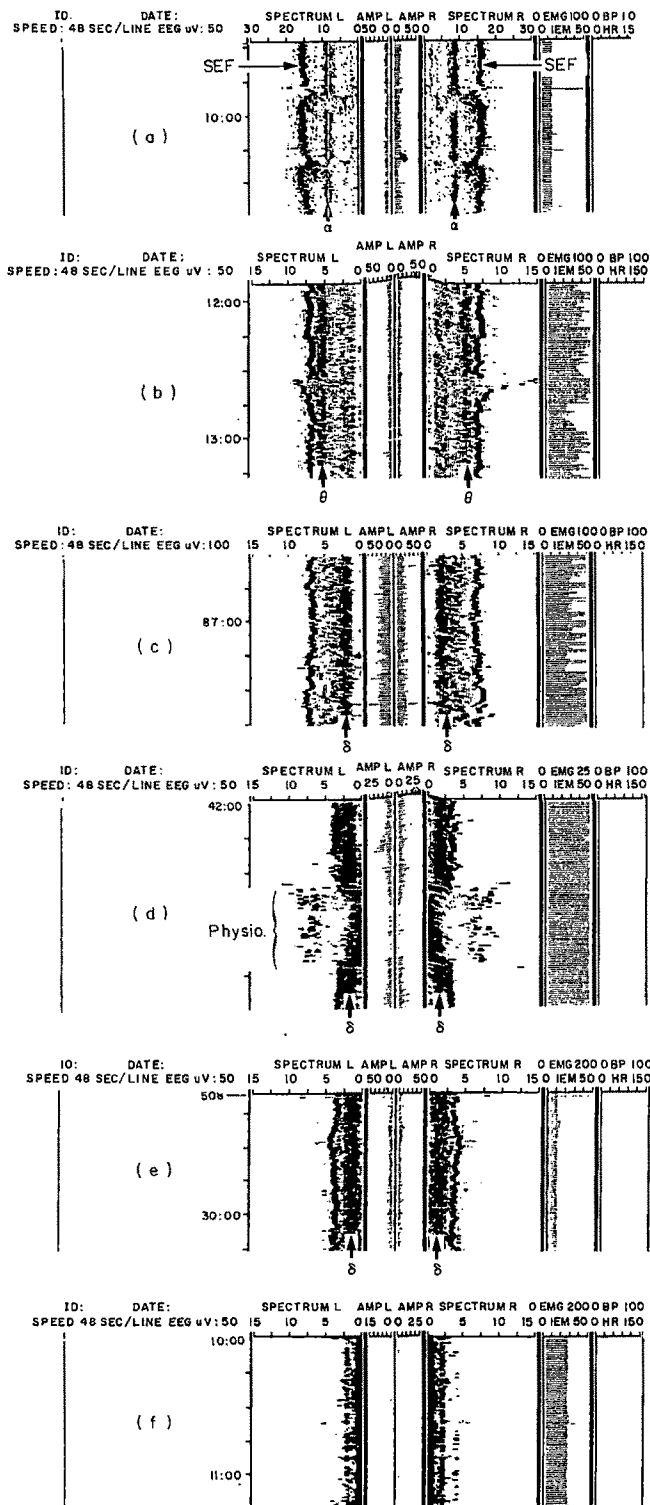 ID: DATE: SPECTRUM L AMP L AMP R SPECTRUM R 0 EMG100 0 BP 10
SPEED: 48 SEC/LINE EEG uV: 50 30 20 10 0 50 0 0 50 0 10 20 30 0 IEM 50 0 HR 15
SEF SEF
10:00
(a)
α α
AMP L AMP R
ID: DATE: SPECTRUM L SPECTRUM R 0 EMG100 0 BP 100
SPEED: 48 SEC/LINE EEG uV: 50 15 10 5 0 50 0 0 50 0 5 10 15 0 IEM 50 0 HR 150
12:00
(b)
13:00
θ θ
ID: DATE: SPECTRUM L AMP L AMP R SPECTRUM R 0 EMG100 0 BP 100
SPEED: 48 SEC/LINE EEG uV:100 15 10 5 0 50 0 0 50 0 5 10 15 0 IEM 50 0 HR 150
87:00
(c)
δ δ
ID: DATE: SPECTRUM L AMP L AMP R SPECTRUM R 0 EMG 25 0 BP 100
SPEED: 48 SEC/LINE EEG uV:50 15 10 5 0 25 0 0 25 0 5 10 15 0 IEM 50 0 HR 150
42:00
(d)
Physio.
δ δ
ID: DATE: SPECTRUM L AMP L AMP R SPECTRUM R 0 EMG200 0 BP 100
SPEED 48 SEC/LINE EEG uV:50 15 10 5 0 50 0 0 50 0 5 10 15 0 IEM 50 0 HR 150
(e)
30:00
δ δ
ID: DATE: SPECTRUM L AMP L AMP R SPECTRUM R 0 EMG 200 0 BP 100
SPEED 48 SEC/LINE EEG uV:50 15 10 5 0 15 0 0 25 0 5 10 15 0 IEM 50 0 HR 150
10:00
(f)
11:00